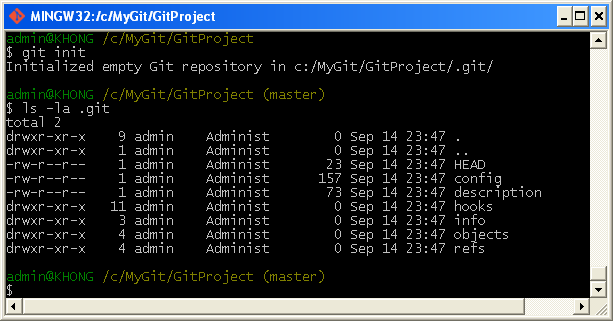 MINGW32:/c/MyGit/GitProject
admin@KHONG /c/MyGit/GitProject
$ git init
Initialized empty Git repository in c:/MyGit/GitProject/.git/
admin@KHONG /c/MyGit/GitProject (master)
$ ls -la .git
total 2
drwxr-xr-x    9 admin    Administ        0 Sep 14 23:47 .
drwxr-xr-x    1 admin    Administ        0 Sep 14 23:47 ..
-rw-r--r--    1 admin    Administ       23 Sep 14 23:47 HEAD
-rw-r--r--    1 admin    Administ      157 Sep 14 23:47 config
-rw-r--r--    1 admin    Administ       73 Sep 14 23:47 description
drwxr-xr-x   11 admin    Administ        0 Sep 14 23:47 hooks
drwxr-xr-x    3 admin    Administ        0 Sep 14 23:47 info
drwxr-xr-x    4 admin    Administ        0 Sep 14 23:47 objects
drwxr-xr-x    4 admin    Administ        0 Sep 14 23:47 refs
admin@KHONG /c/MyGit/GitProject (master)
$